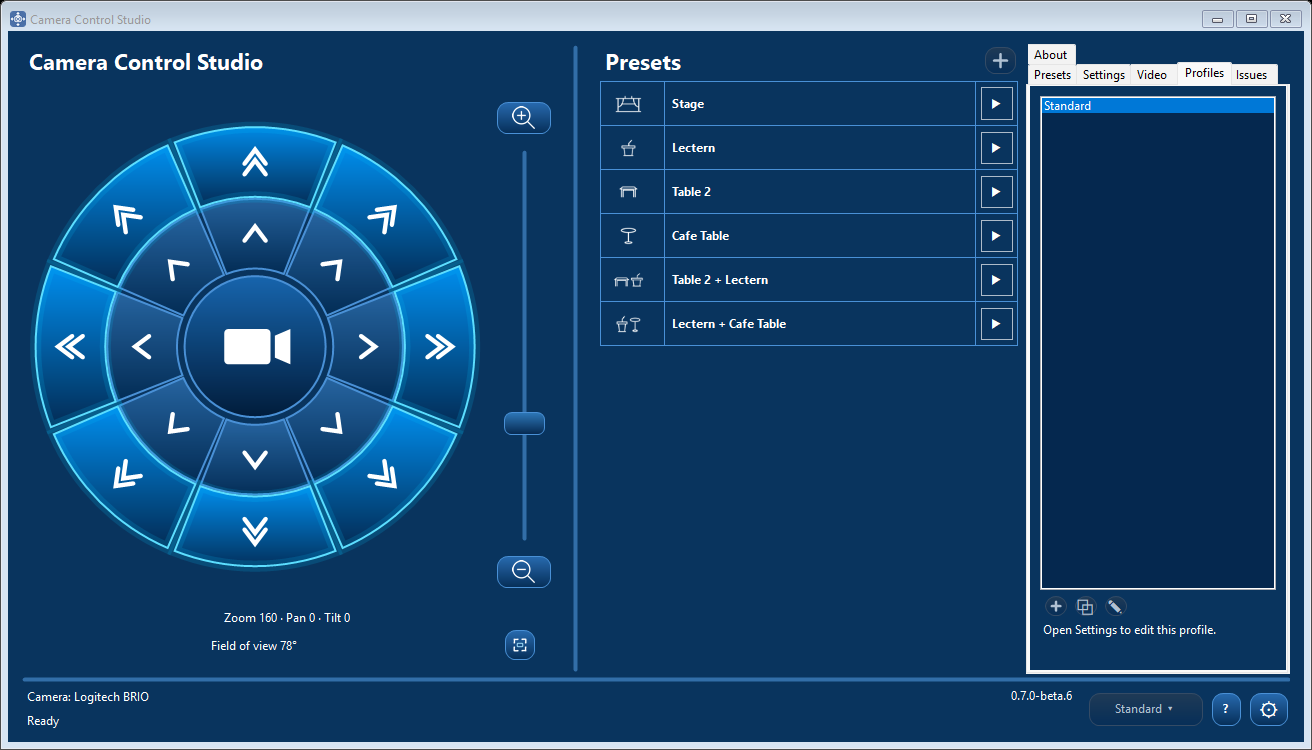 Camera Control Studio
Camera Control Studio
Zoom 160 · Pan 0 · Tilt 0
Field of view 78°
Presets
Stage
Lectern
Table 2
Cafe Table
Table 2 + Lectern
Lectern + Cafe Table
About
Presets Settings Video Profiles Issues
Standard
Open Settings to edit this profile.
Camera: Logitech BRIO
Ready
0.7.0-beta.6
Standard
?